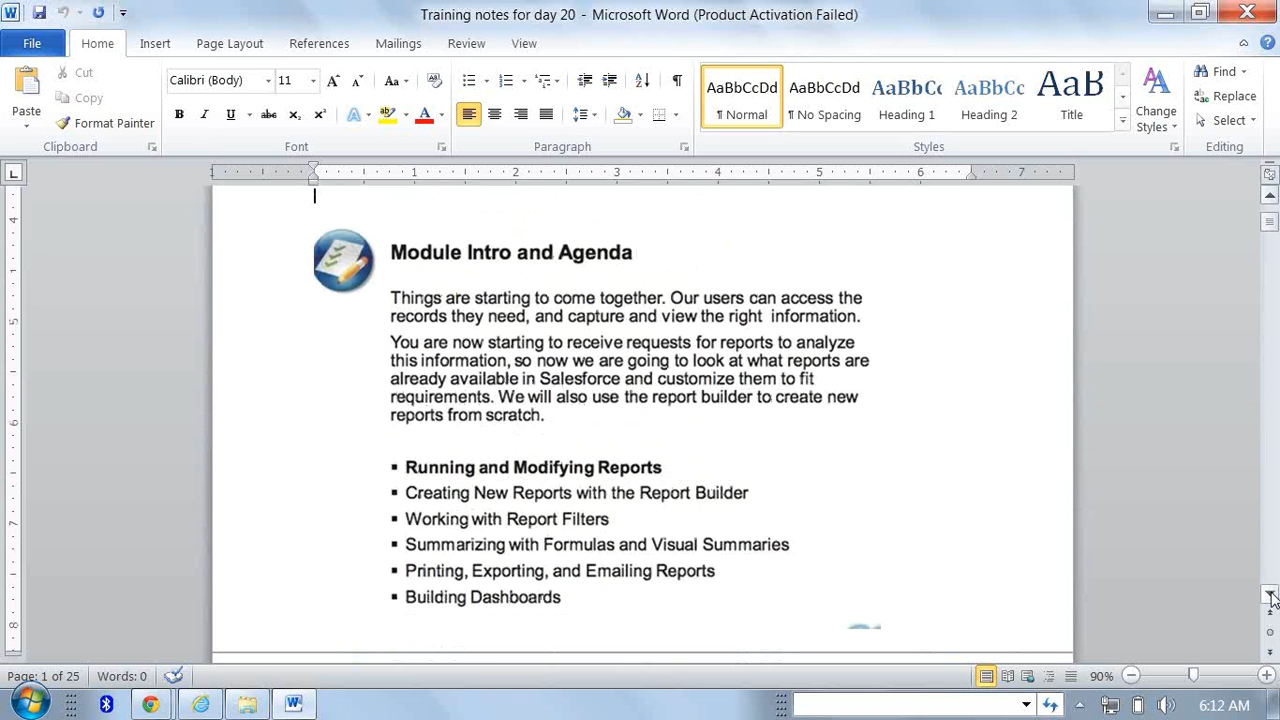 Training notes for day 20 - Microsoft Word (Product Activation Failed)
File Home Insert Page Layout References Mailings Review View
Paste
Cut
Copy
Format Painter
Clipboard
Calibri (Body) 11
Font
Paragraph
AaBbCcDd AaBbCcDd AaBbCc AaBbCc AaB
¶ Normal ¶ No Spacing Heading 1 Heading 2 Title
Change
Styles
Styles
Find
Replace
Select
Editing
1 2 3 4 5 6 7
Module Intro and Agenda
Things are starting to come together. Our users can access the
records they need, and capture and view the right information.
You are now starting to receive requests for reports to analyze
this information, so now we are going to look at what reports are
already available in Salesforce and customize them to fit
requirements. We will also use the report builder to create new
reports from scratch.
▪ Running and Modifying Reports
▪ Creating New Reports with the Report Builder
▪ Working with Report Filters
▪ Summarizing with Formulas and Visual Summaries
▪ Printing, Exporting, and Emailing Reports
▪ Building Dashboards
Page: 1 of 25 Words: 0 90%
6:12 AM